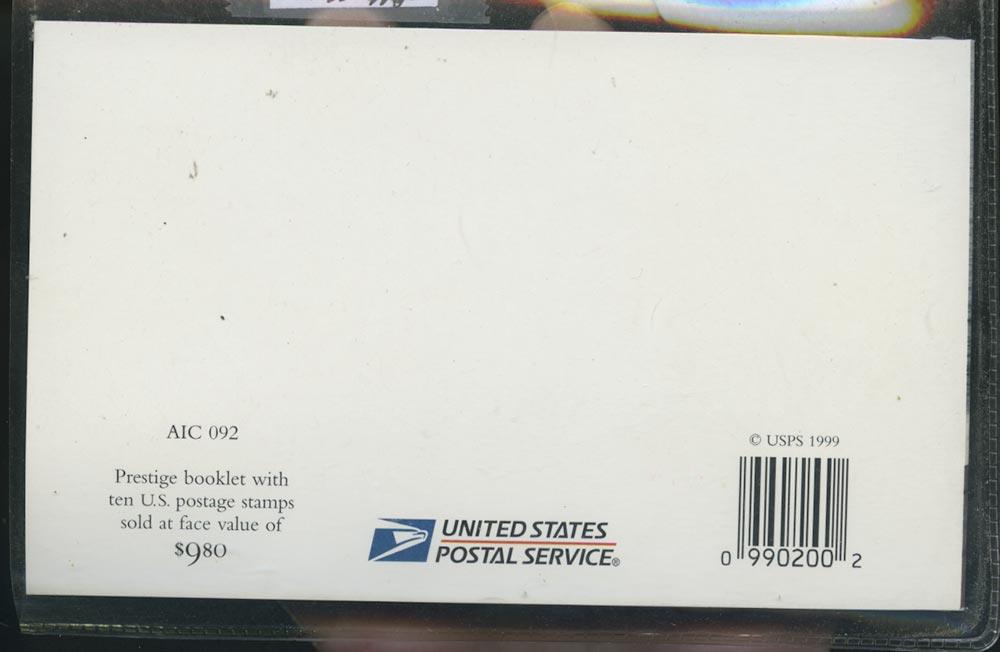 AIC 092
Prestige booklet with
ten U.S. postage stamps
sold at face value of
$980
UNITED STATES
POSTAL SERVICE®
© USPS 1999
0 990200 2